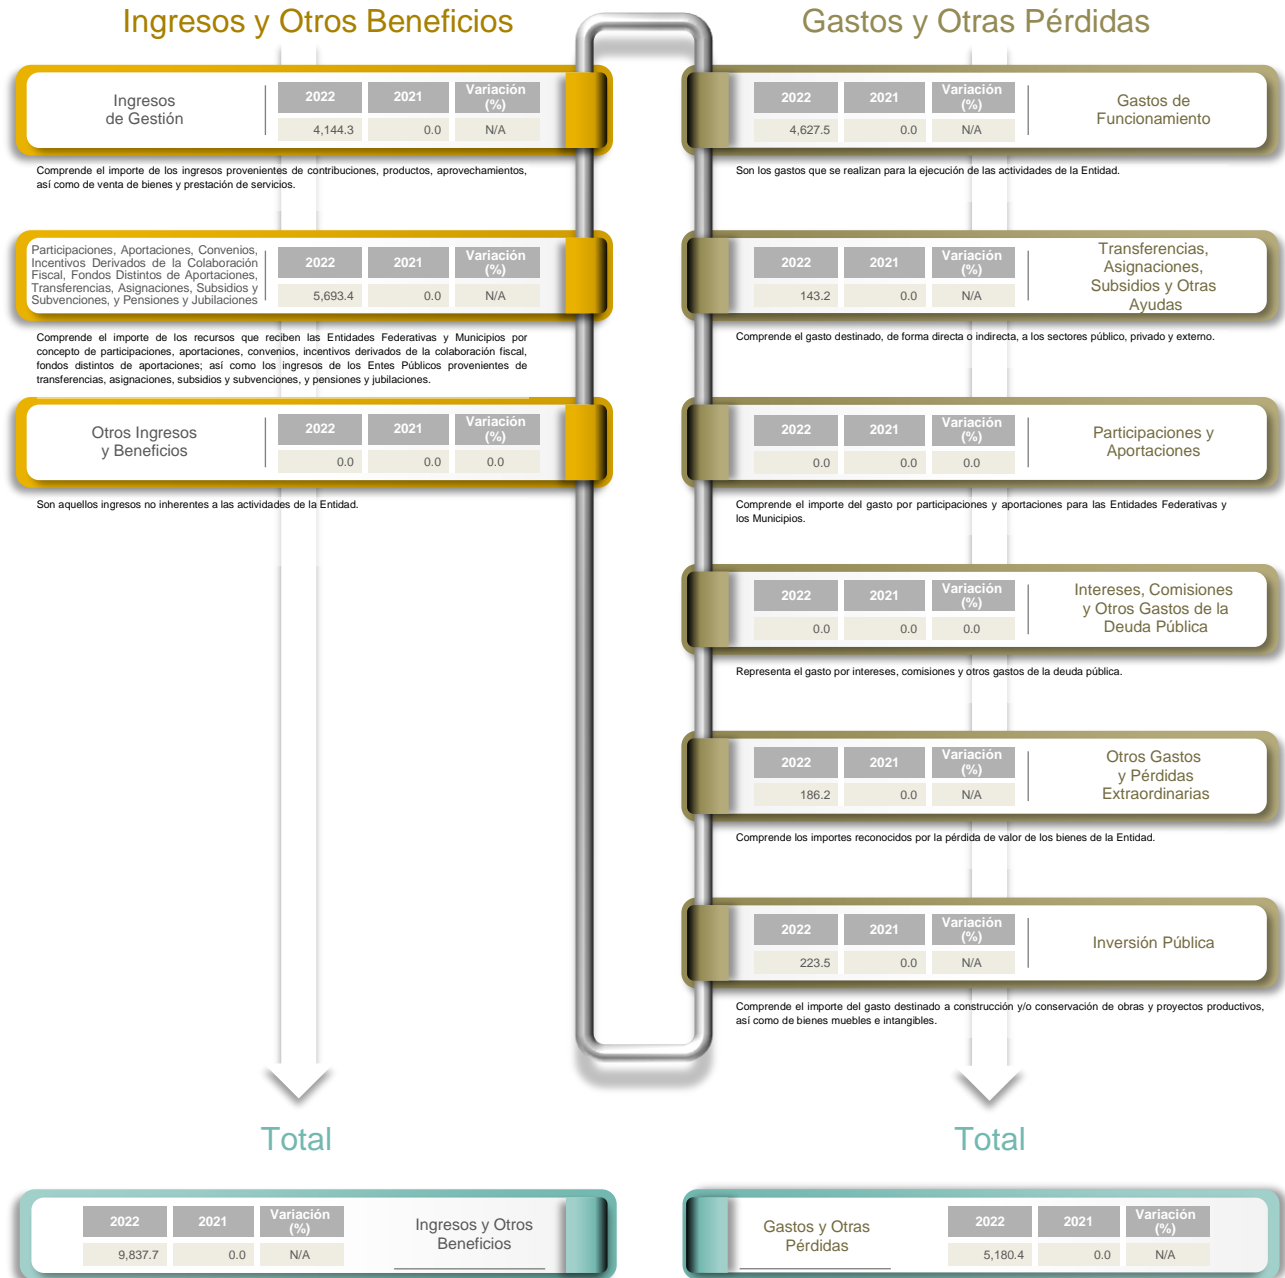 Ingresos y Otros Beneficios
Ingresos
de Gestión
2022 2021 Variación
(%)
4,144.3 0.0 N/A
Comprende el importe de los ingresos provenientes de contribuciones, productos, aprovechamientos,
así como de venta de bienes y prestación de servicios.
Participaciones, Aportaciones, Convenios,
Incentivos Derivados de la Colaboración
Fiscal, Fondos Distintos de Aportaciones,
Transferencias, Asignaciones, Subsidios y
Subvenciones, y Pensiones y Jubilaciones
2022 2021 Variación
(%)
5,693.4 0.0 N/A
Comprende el importe de los recursos que reciben las Entidades Federativas y Municipios por
concepto de participaciones, aportaciones, convenios, incentivos derivados de la colaboración fiscal,
fondos distintos de aportaciones; así como los ingresos de los Entes Públicos provenientes de
transferencias, asignaciones, subsidios y subvenciones, y pensiones y jubilaciones.
Otros Ingresos
y Beneficios
2022 2021 Variación
(%)
0.0 0.0 0.0
Son aquellos ingresos no inherentes a las actividades de la Entidad.
Total
2022 2021 Variación
(%)
9,837.7 0.0 N/A
Ingresos y Otros
Beneficios
Gastos y Otras Pérdidas
2022 2021 Variación
(%)
4,627.5 0.0 N/A
Gastos de
Funcionamiento
Son los gastos que se realizan para la ejecución de las actividades de la Entidad.
2022 2021 Variación
(%)
143.2 0.0 N/A
Transferencias,
Asignaciones,
Subsidios y Otras
Ayudas
Comprende el gasto destinado, de forma directa o indirecta, a los sectores público, privado y externo.
2022 2021 Variación
(%)
0.0 0.0 0.0
Participaciones y
Aportaciones
Comprende el importe del gasto por participaciones y aportaciones para las Entidades Federativas y
los Municipios.
2022 2021 Variación
(%)
0.0 0.0 0.0
Intereses, Comisiones
y Otros Gastos de la
Deuda Pública
Representa el gasto por intereses, comisiones y otros gastos de la deuda pública.
2022 2021 Variación
(%)
186.2 0.0 N/A
Otros Gastos
y Pérdidas
Extraordinarias
Comprende los importes reconocidos por la pérdida de valor de los bienes de la Entidad.
2022 2021 Variación
(%)
223.5 0.0 N/A
Inversión Pública
Comprende el importe del gasto destinado a construcción y/o conservación de obras y proyectos productivos,
así como de bienes muebles e intangibles.
Total
Gastos y Otras
Pérdidas
2022 2021 Variación
(%)
5,180.4 0.0 N/A